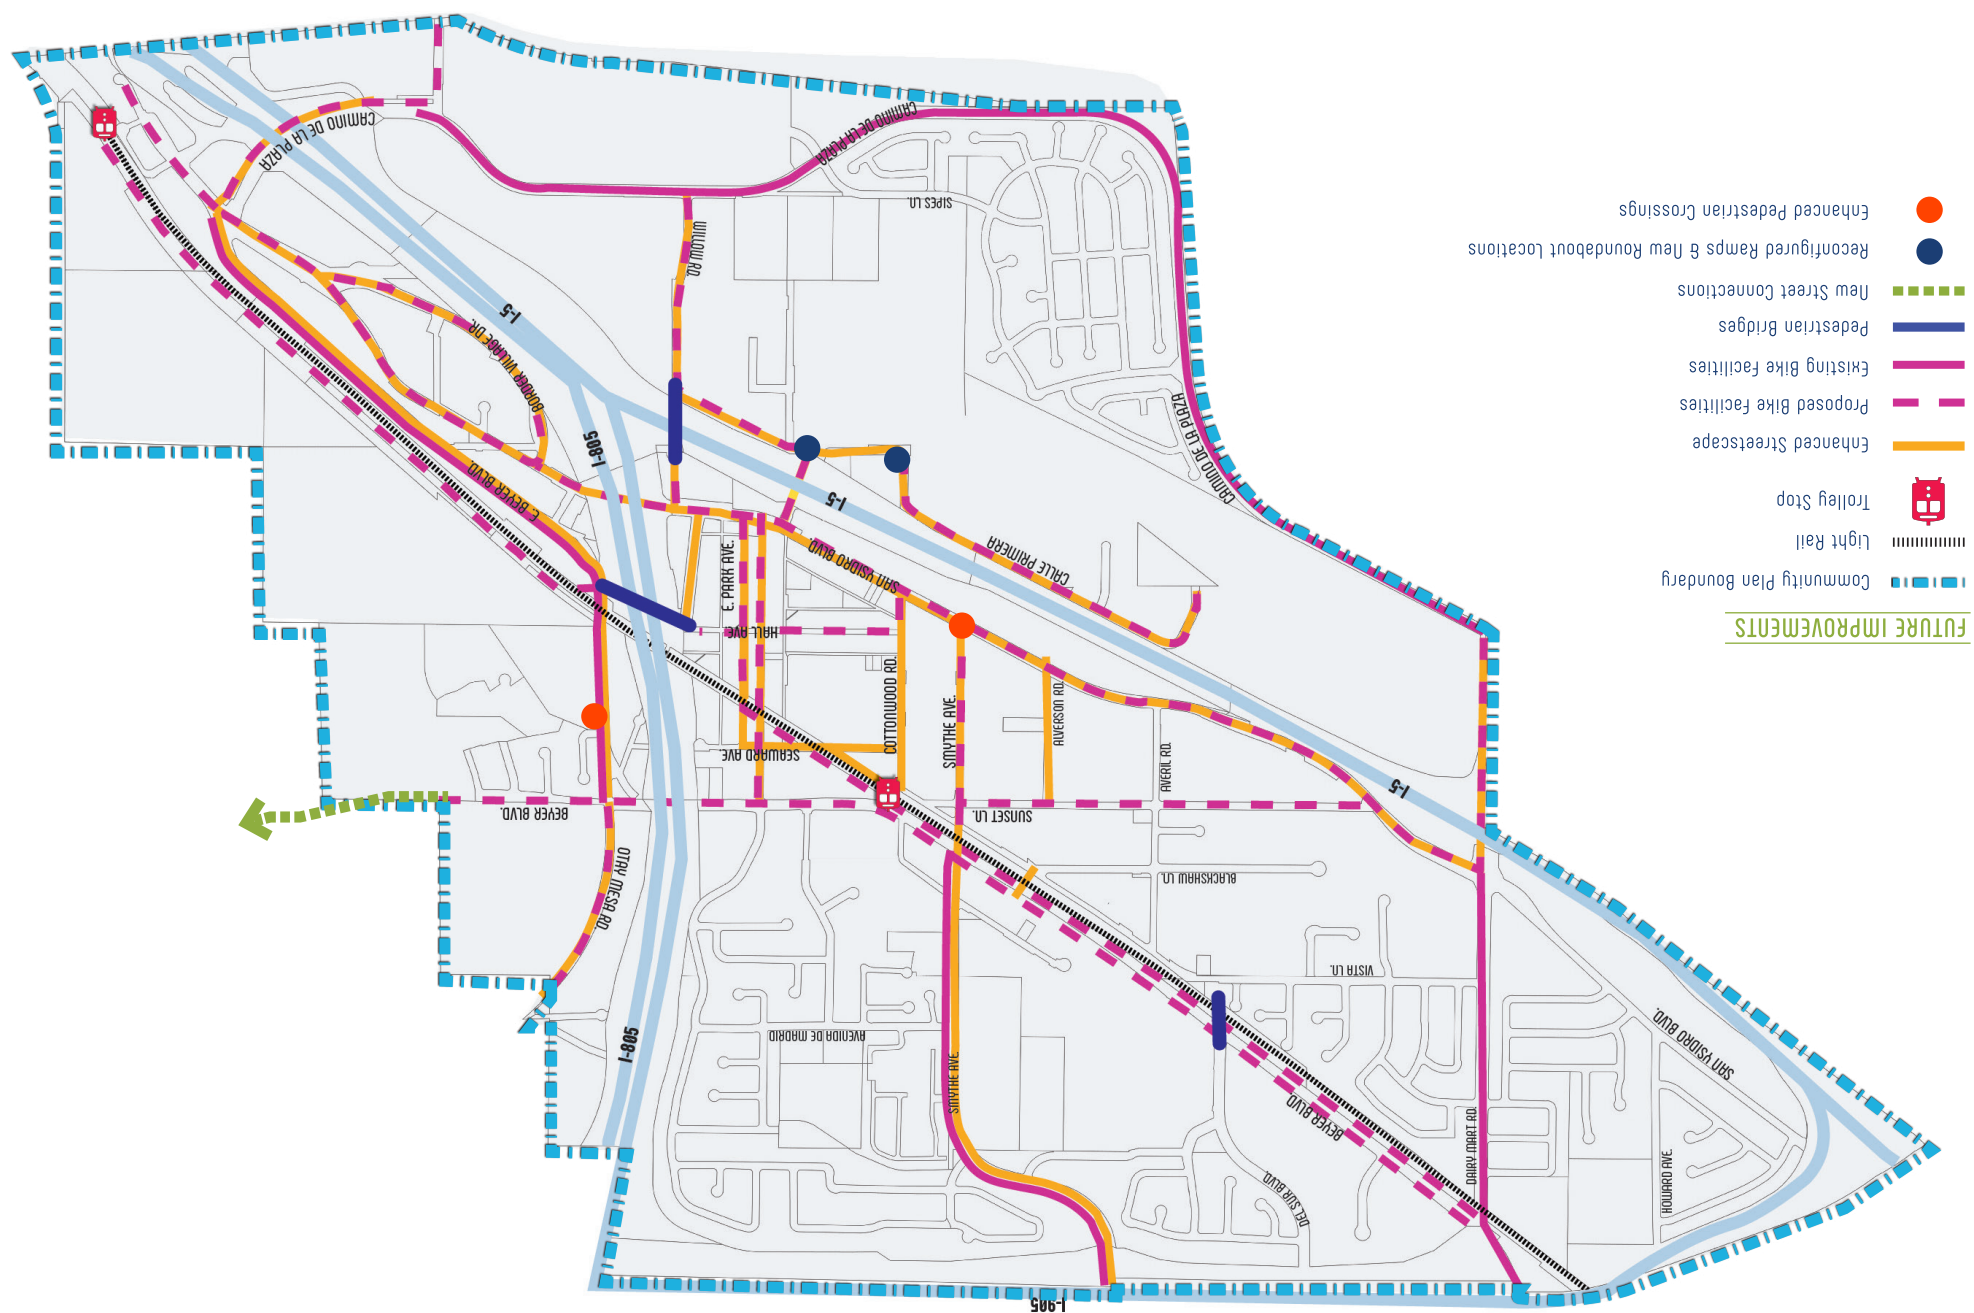 I-905
DEL SUR BLVD.
HOWARD AVE.
DAIRY MART RD.
BEYER BLVD.
SMYTHE AVE.
SAN YSIDRO BLVD.
AVENIDA DE MADRID
I-805
VISTA LN.
OTAY MESA RD.
BLACKSHAW LN.
SUNSET LN.
BEYER BLVD.
I-5
AVERIL RD.
SEAWARD AVE.
ALVERSON RD.
SMYTHE AVE.
COTTONWOOD RD.
HALL AVE.
E. PARK AVE.
SAN YSIDRO BLVD.
CALLE PRIMERA
I-5
E. BEYER BLVD.
I-805
CAMINO DE LA PLAZA
BORDER VILLAGE DR.
I-5
WILLOW RD.
SIPES LN.
CAMINO DE LA PLAZA
CAMINO DE LA PLAZA
FUTURE IMPROVEMENTS
Community Plan Boundary
Light Rail
Trolley Stop
Enhanced Streetscape
Proposed Bike Facilities
Existing Bike Facilities
Pedestrian Bridges
New Street Connections
Reconfigured Ramps & New Roundabout Locations
Enhanced Pedestrian Crossings